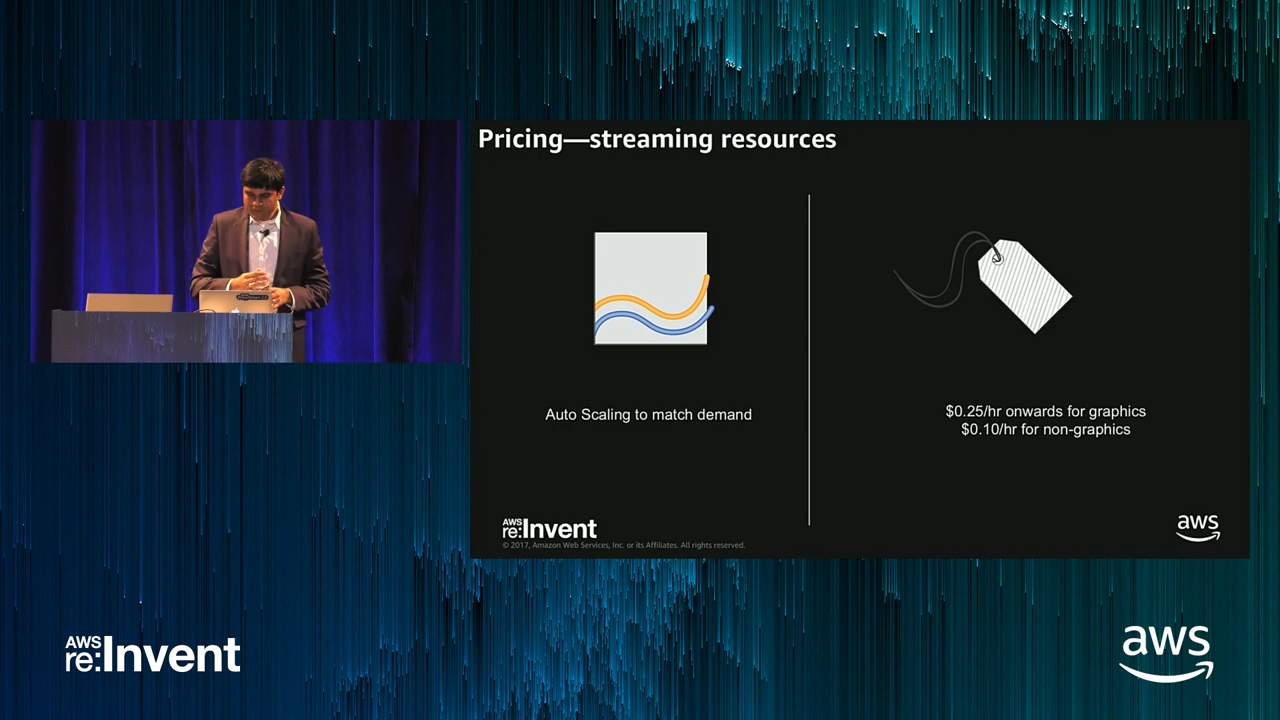 Pricing—streaming resources
Auto Scaling to match demand
$0.25/hr onwards for graphics
$0.10/hr for non-graphics
AWS
re:Invent
© 2017, Amazon Web Services, Inc. or its Affiliates. All rights reserved.
aws
AWS
re:Invent
aws